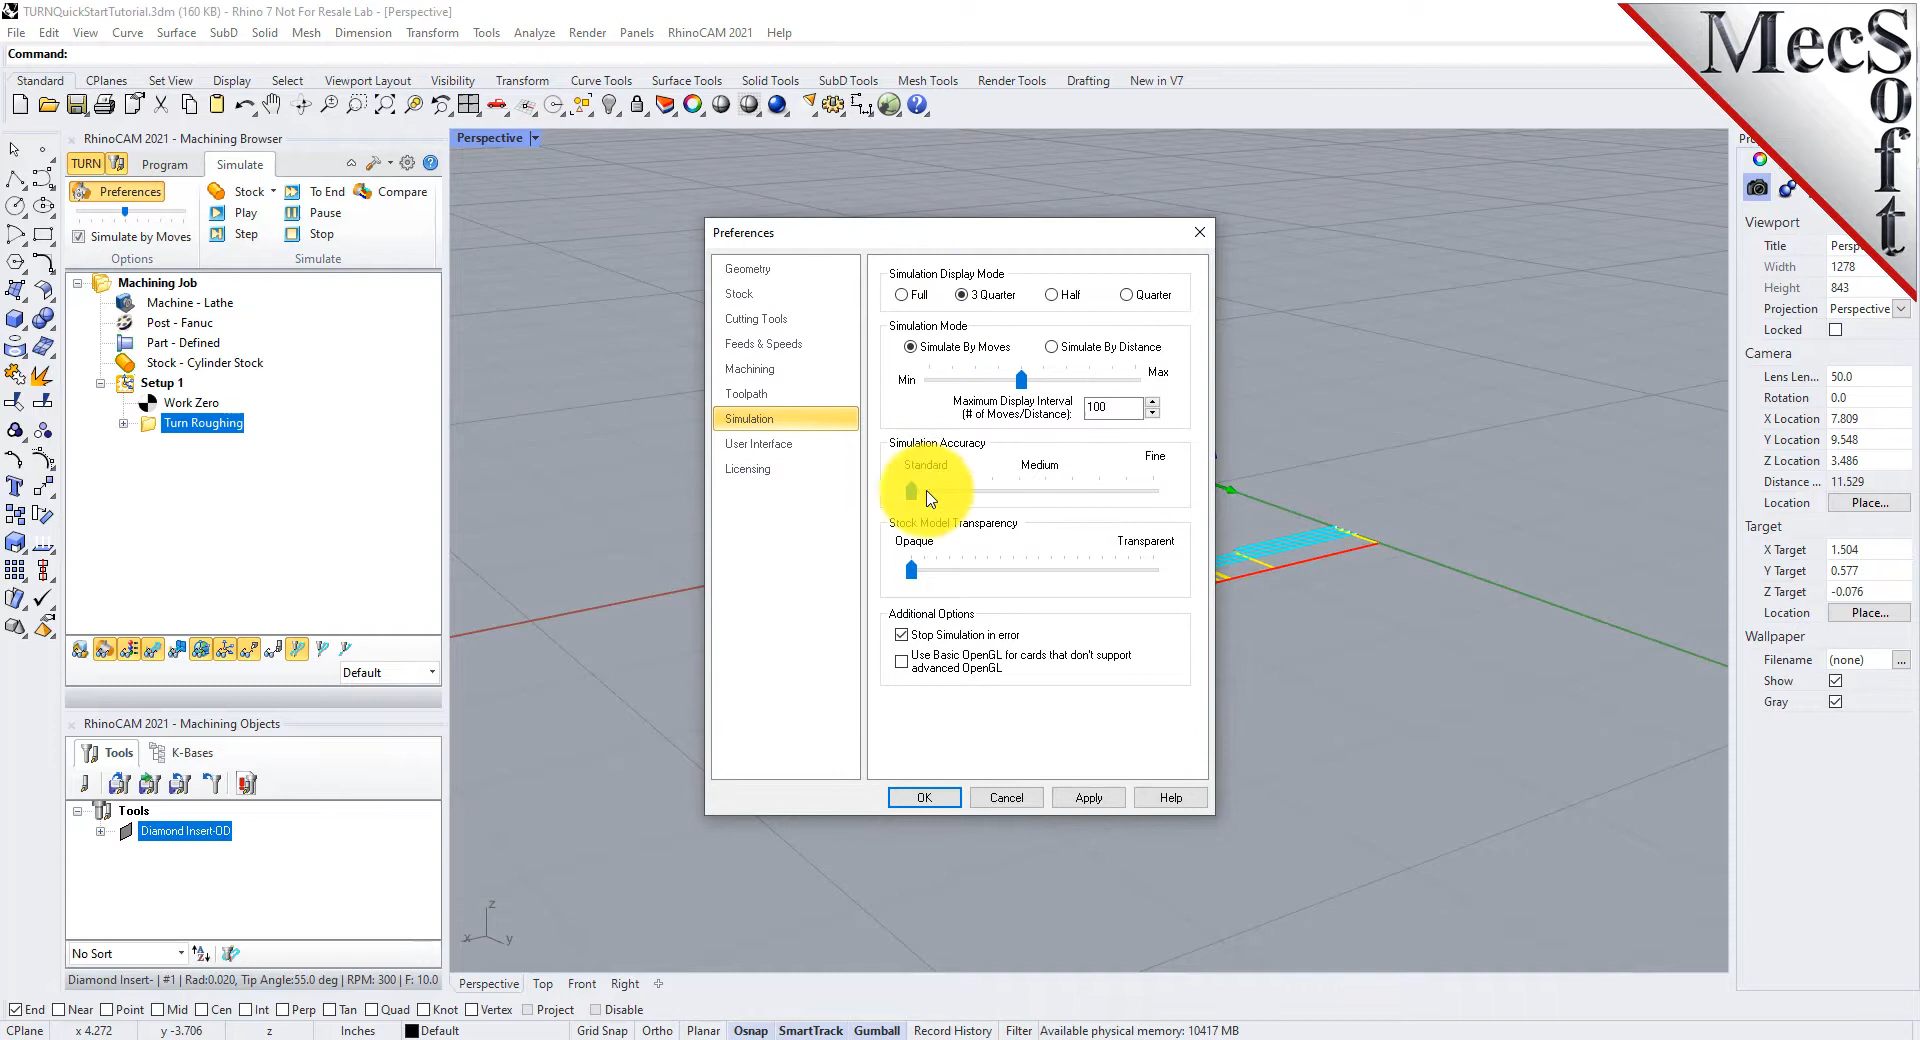 TURNQuickStartTutorial.3dm (160 KB) - Rhino 7 Not For Resale Lab - [Perspective]
File Edit View Curve Surface SubD Solid Mesh Dimension Transform Tools Analyze Render Panels RhinoCAM 2021 Help
Command:
Standard CPlanes Set View Display Select Viewport Layout Visibility Transform Curve Tools Surface Tools Solid Tools SubD Tools Mesh Tools Render Tools Drafting New in V7
MecSoft
RhinoCAM 2021 - Machining Browser
TURN Program Simulate
Preferences Stock To End Compare
Play Pause
Simulate by Moves Step Stop
Options Simulate
Machining Job
Machine - Lathe
Post - Fanuc
Part - Defined
Stock - Cylinder Stock
Setup 1
Work Zero
Turn Roughing
Default
RhinoCAM 2021 - Machining Objects
Tools K-Bases
Tools
Diamond Insert-OD
No Sort
Diamond Insert- | #1 | Rad:0.020, Tip Angle:55.0 deg | RPM: 300 | F: 10.0
Perspective
Preferences
Geometry
Stock
Cutting Tools
Feeds & Speeds
Machining
Toolpath
Simulation
User Interface
Licensing
Simulation Display Mode
Full 3 Quarter Half Quarter
Simulation Mode
Simulate By Moves Simulate By Distance
Min Max
Maximum Display Interval
(# of Moves/Distance): 100
Simulation Accuracy
Standard Medium Fine
Stock Model Transparency
Opaque Transparent
Additional Options
Stop Simulation in error
Use Basic OpenGL for cards that don't support
advanced OpenGL
OK Cancel Apply Help
z
x y
Viewport
Title
Width 1278
Height 843
Projection Perspective
Locked
Camera
Lens Len... 50.0
Rotation 0.0
X Location 7.809
Y Location 9.548
Z Location 3.486
Distance ... 11.529
Location Place...
Target
X Target 1.504
Y Target 0.577
Z Target -0.076
Location Place...
Wallpaper
Filename (none) ...
Show
Gray
Perspective Top Front Right
End Near Point Mid Cen Int Perp Tan Quad Knot Vertex Project Disable
CPlane x 4.272 y -3.706 z Inches Default Grid Snap Ortho Planar Osnap SmartTrack Gumball Record History Filter Available physical memory: 10417 MB